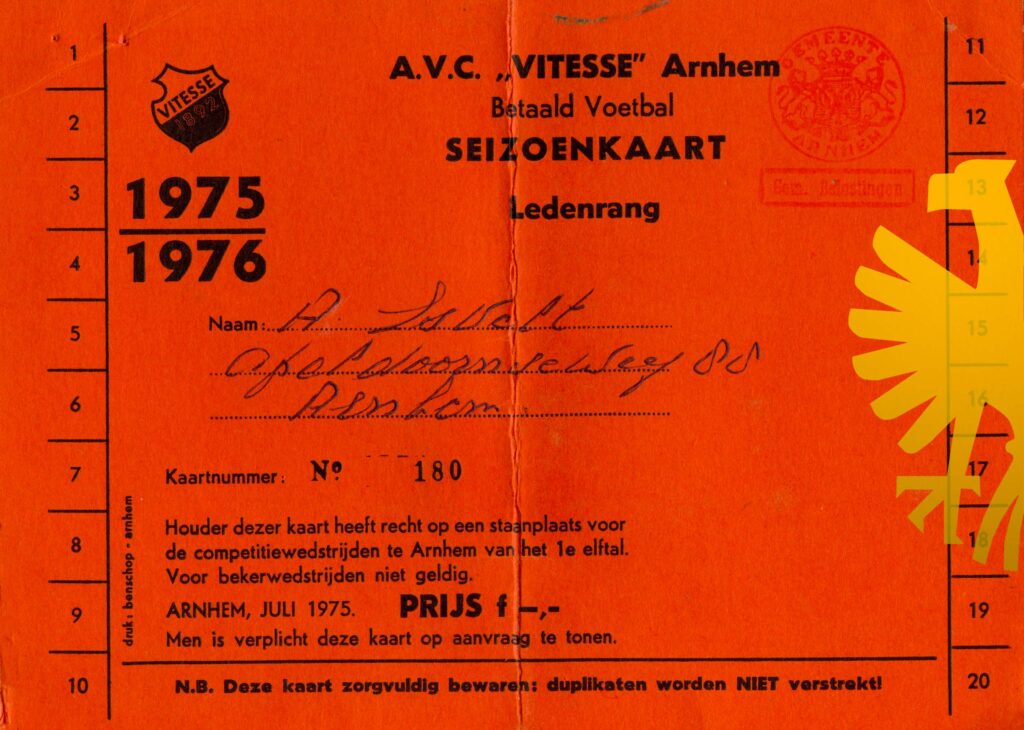 1
2
3
4
5
6
7
8
9
10
VITESSE
1892
1975
1976
A.V.C. „VITESSE” Arnhem
Betaald Voetbal
SEIZOENKAART
Ledenrang
GEMEENTE
ARNHEM
Gem. Belastingen
Naam: A.
Apeldoornseweg 88
Arnhem
Kaartnummer: Nº 180
Houder dezer kaart heeft recht op een staanplaats voor
de competitiewedstrijden te Arnhem van het 1e elftal.
Voor bekerwedstrijden niet geldig.
ARNHEM, JULI 1975. PRIJS f —,-
Men is verplicht deze kaart op aanvraag te tonen.
N.B. Deze kaart zorgvuldig bewaren; duplikaten worden NIET verstrekt!
druk: benschop - arnhem
11
12
13
14
15
16
17
18
19
20